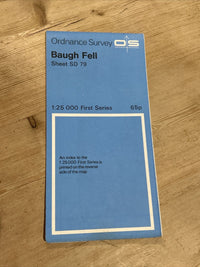 Ordnance Survey OS
Baugh Fell
Sheet SD 79
1:25 000 First Series 65p
An index to the
1:25 000 First Series is
printed on the reverse
side of the map